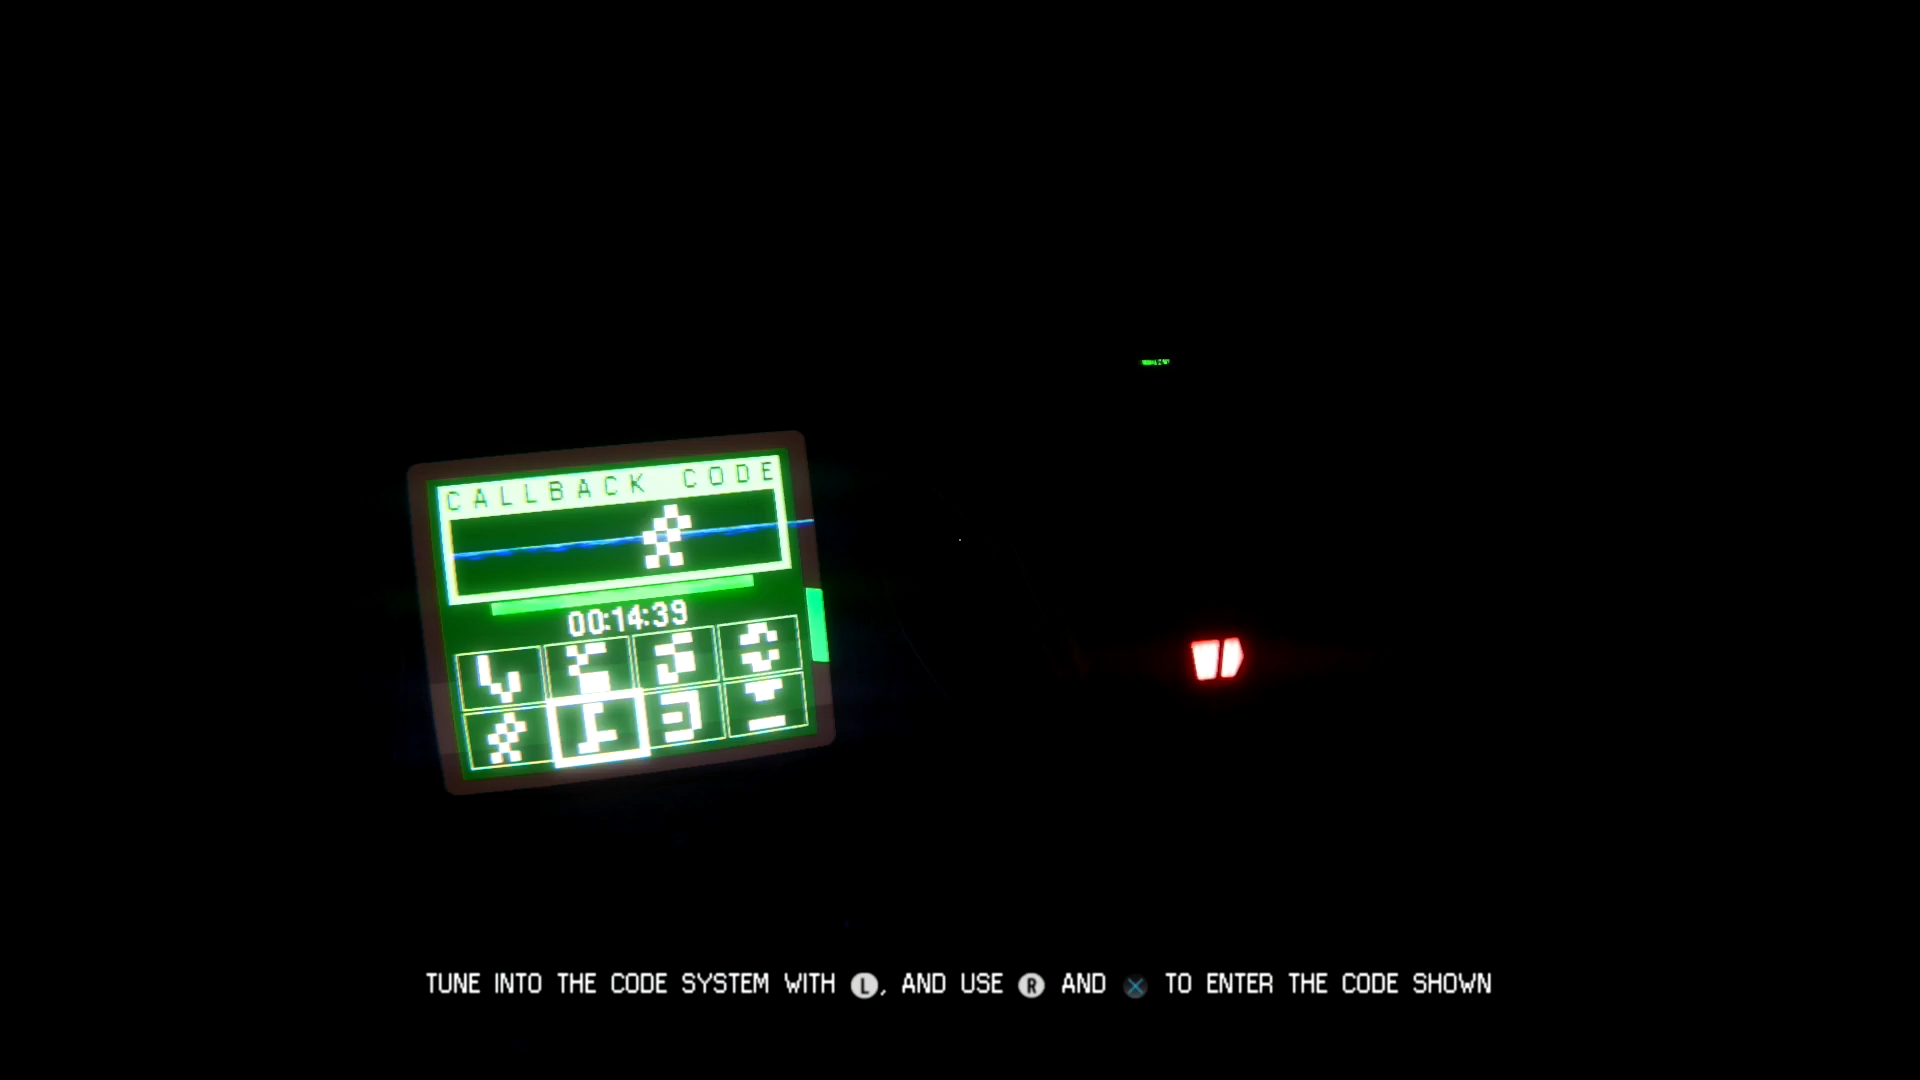 CALLBACK CODE
00:14:39
TUNE INTO THE CODE SYSTEM WITH L, AND USE R AND X TO ENTER THE CODE SHOWN